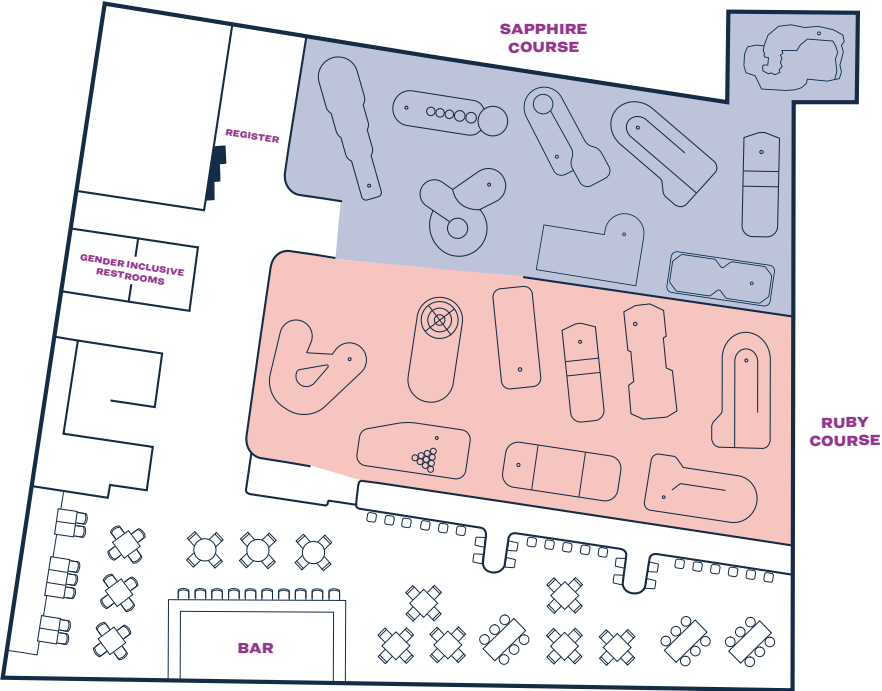 SAPPHIRE
COURSE
REGISTER
GENDER INCLUSIVE
RESTROOMS
RUBY
COURSE
BAR